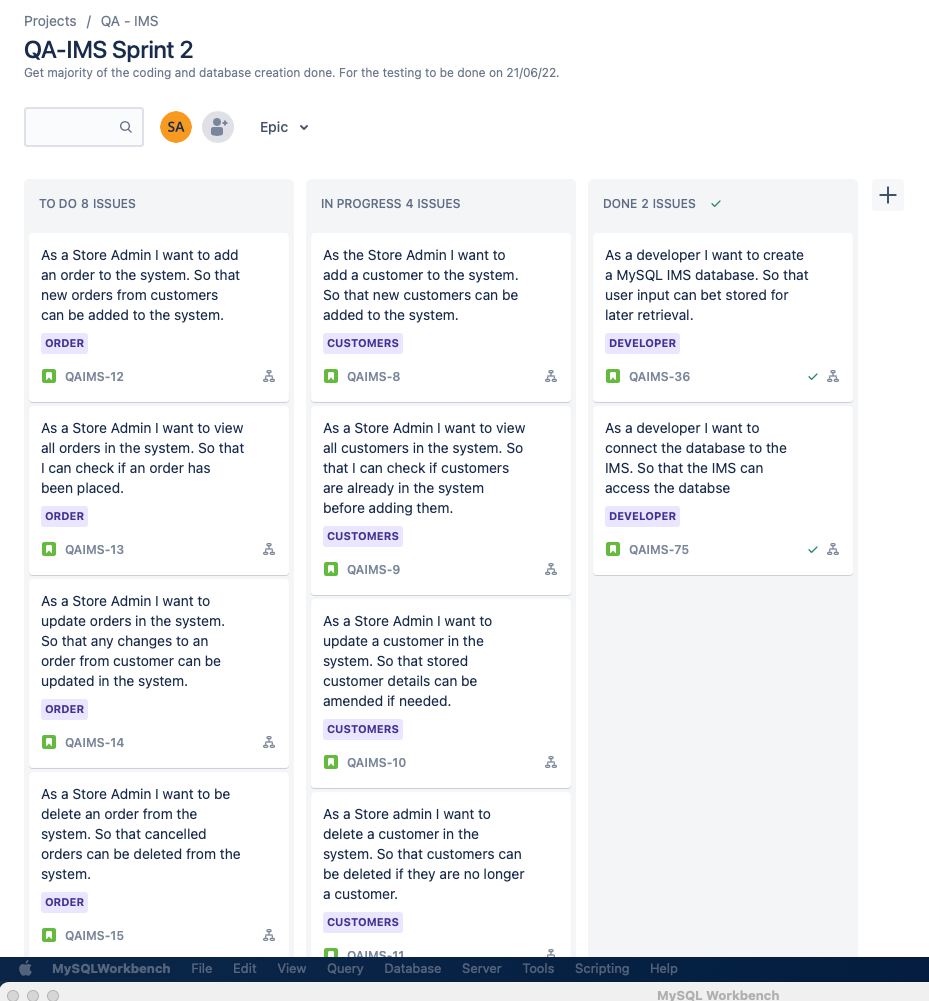 Projects / QA - IMS
QA-IMS Sprint 2
Get majority of the coding and database creation done. For the testing to be done on 21/06/22.
SA
Epic
TO DO 8 ISSUES
As a Store Admin I want to add
an order to the system. So that
new orders from customers
can be added to the system.
ORDER
QAIMS-12
As a Store Admin I want to view
all orders in the system. So that
I can check if an order has
been placed.
ORDER
QAIMS-13
As a Store Admin I want to
update orders in the system.
So that any changes to an
order from customer can be
updated in the system.
ORDER
QAIMS-14
As a Store Admin I want to be
delete an order from the
system. So that cancelled
orders can be deleted from the
system.
ORDER
QAIMS-15
IN PROGRESS 4 ISSUES
As the Store Admin I want to
add a customer to the system.
So that new customers can be
added to the system.
CUSTOMERS
QAIMS-8
As a Store Admin I want to view
all customers in the system. So
that I can check if customers
are already in the system
before adding them.
CUSTOMERS
QAIMS-9
As a Store Admin I want to
update a customer in the
system. So that stored
customer details can be
amended if needed.
CUSTOMERS
QAIMS-10
As a Store admin I want to
delete a customer in the
system. So that customers can
be deleted if they are no longer
a customer.
CUSTOMERS
QAIMS-11
DONE 2 ISSUES
As a developer I want to create
a MySQL IMS database. So that
user input can bet stored for
later retrieval.
DEVELOPER
QAIMS-36
As a developer I want to
connect the database to the
IMS. So that the IMS can
access the databse
DEVELOPER
QAIMS-75
MySQLWorkbench File Edit View Query Database Server Tools Scripting Help
MySQL Workbench